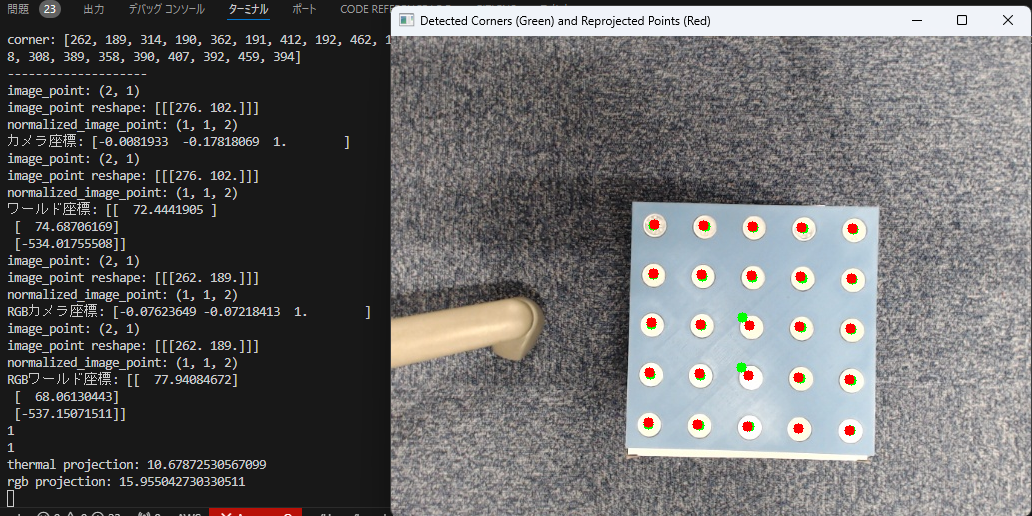 問題 23 出力 デバッグ コンソール ターミナル ポート CODE REFERENCE
Detected Corners (Green) and Reprojected Points (Red)
corner: [262, 189, 314, 190, 362, 191, 412, 192, 462, 1
8, 308, 389, 358, 390, 407, 392, 459, 394]
--------------------
image_point: (2, 1)
image_point reshape: [[[276. 102.]]]
normalized_image_point: (1, 1, 2)
カメラ座標: [-0.0081933 -0.17818069 1. ]
image_point: (2, 1)
image_point reshape: [[[276. 102.]]]
normalized_image_point: (1, 1, 2)
ワールド座標: [[ 72.4441905 ]
[ 74.68706169]
[-534.01755508]]
image_point: (2, 1)
image_point reshape: [[[262. 189.]]]
normalized_image_point: (1, 1, 2)
RGBカメラ座標: [-0.07623649 -0.07218413 1. ]
image_point: (2, 1)
image_point reshape: [[[262. 189.]]]
normalized_image_point: (1, 1, 2)
RGBワールド座標: [[ 77.94084672]
[ 68.06130443]
[-537.15071511]]
1
1
thermal projection: 10.67872530567099
rgb projection: 15.955042730330511